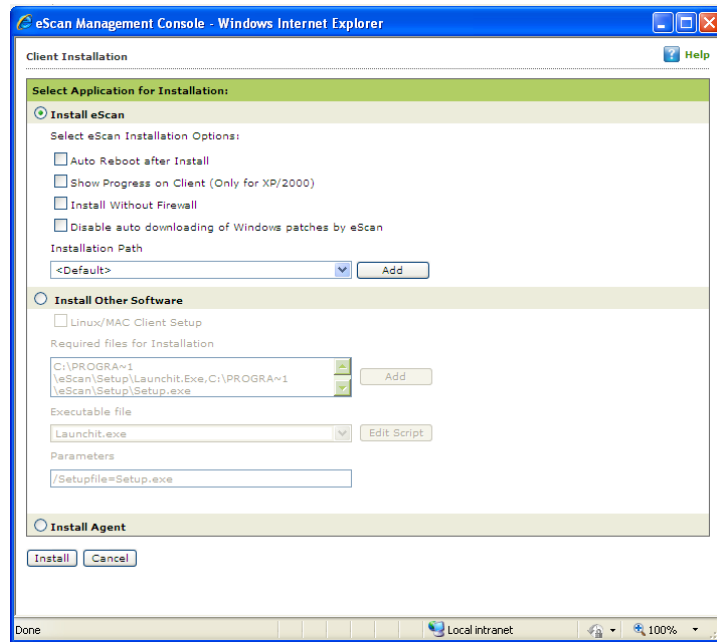 eScan Management Console - Windows Internet Explorer
Client Installation
Help
Select Application for Installation:
Install eScan
Select eScan Installation Options:
Auto Reboot after Install
Show Progress on Client (Only for XP/2000)
Install Without Firewall
Disable auto downloading of Windows patches by eScan
Installation Path
<Default>
Add
Install Other Software
Linux/MAC Client Setup
Required files for Installation
C:\PROGRA~1
\eScan\Setup\Launchit.Exe,C:\PROGRA~1
\eScan\Setup\Setup.exe
Add
Executable file
Launchit.exe
Edit Script
Parameters
/Setupfile=Setup.exe
Install Agent
Install Cancel
Done Local intranet 100%